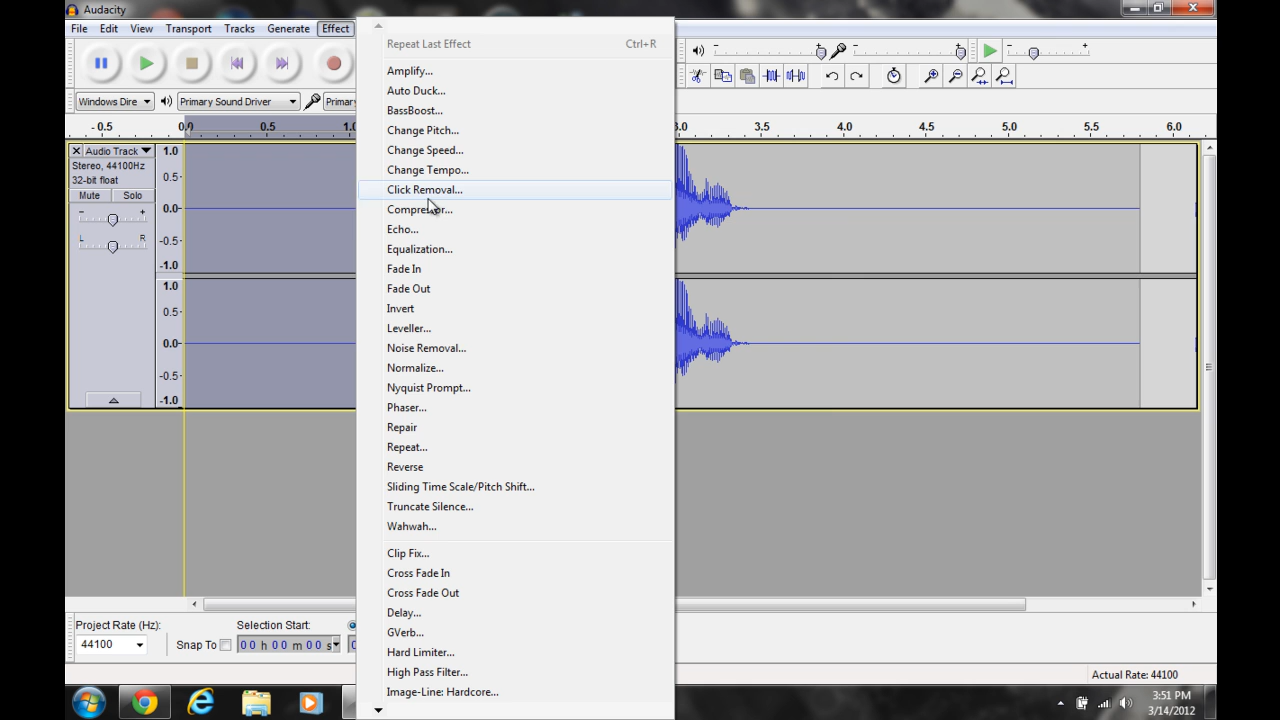 Audacity
File Edit View Transport Tracks Generate Effect
Repeat Last Effect Ctrl+R
Amplify...
Auto Duck...
BassBoost...
Change Pitch...
Change Speed...
Change Tempo...
Click Removal...
Compressor...
Echo...
Equalization...
Fade In
Fade Out
Invert
Leveller...
Noise Removal...
Normalize...
Nyquist Prompt...
Phaser...
Repair
Repeat...
Reverse
Sliding Time Scale/Pitch Shift...
Truncate Silence...
Wahwah...
Clip Fix...
Cross Fade In
Cross Fade Out
Delay...
GVerb...
Hard Limiter...
High Pass Filter...
Image-Line: Hardcore...
Windows Dire Primary Sound Driver Primar
- 0.5 0.0 0.5 1.0 3.0 3.5 4.0 4.5 5.0 5.5 6.0
Audio Track
Stereo, 44100Hz
32-bit float
Mute Solo
- +
L R
1.0
0.5
0.0
-0.5
-1.0
1.0
0.5
0.0
-0.5
-1.0
Project Rate (Hz): Selection Start:
44100 Snap To 00 h 00 m 00 s
Actual Rate: 44100
3:51 PM
3/14/2012